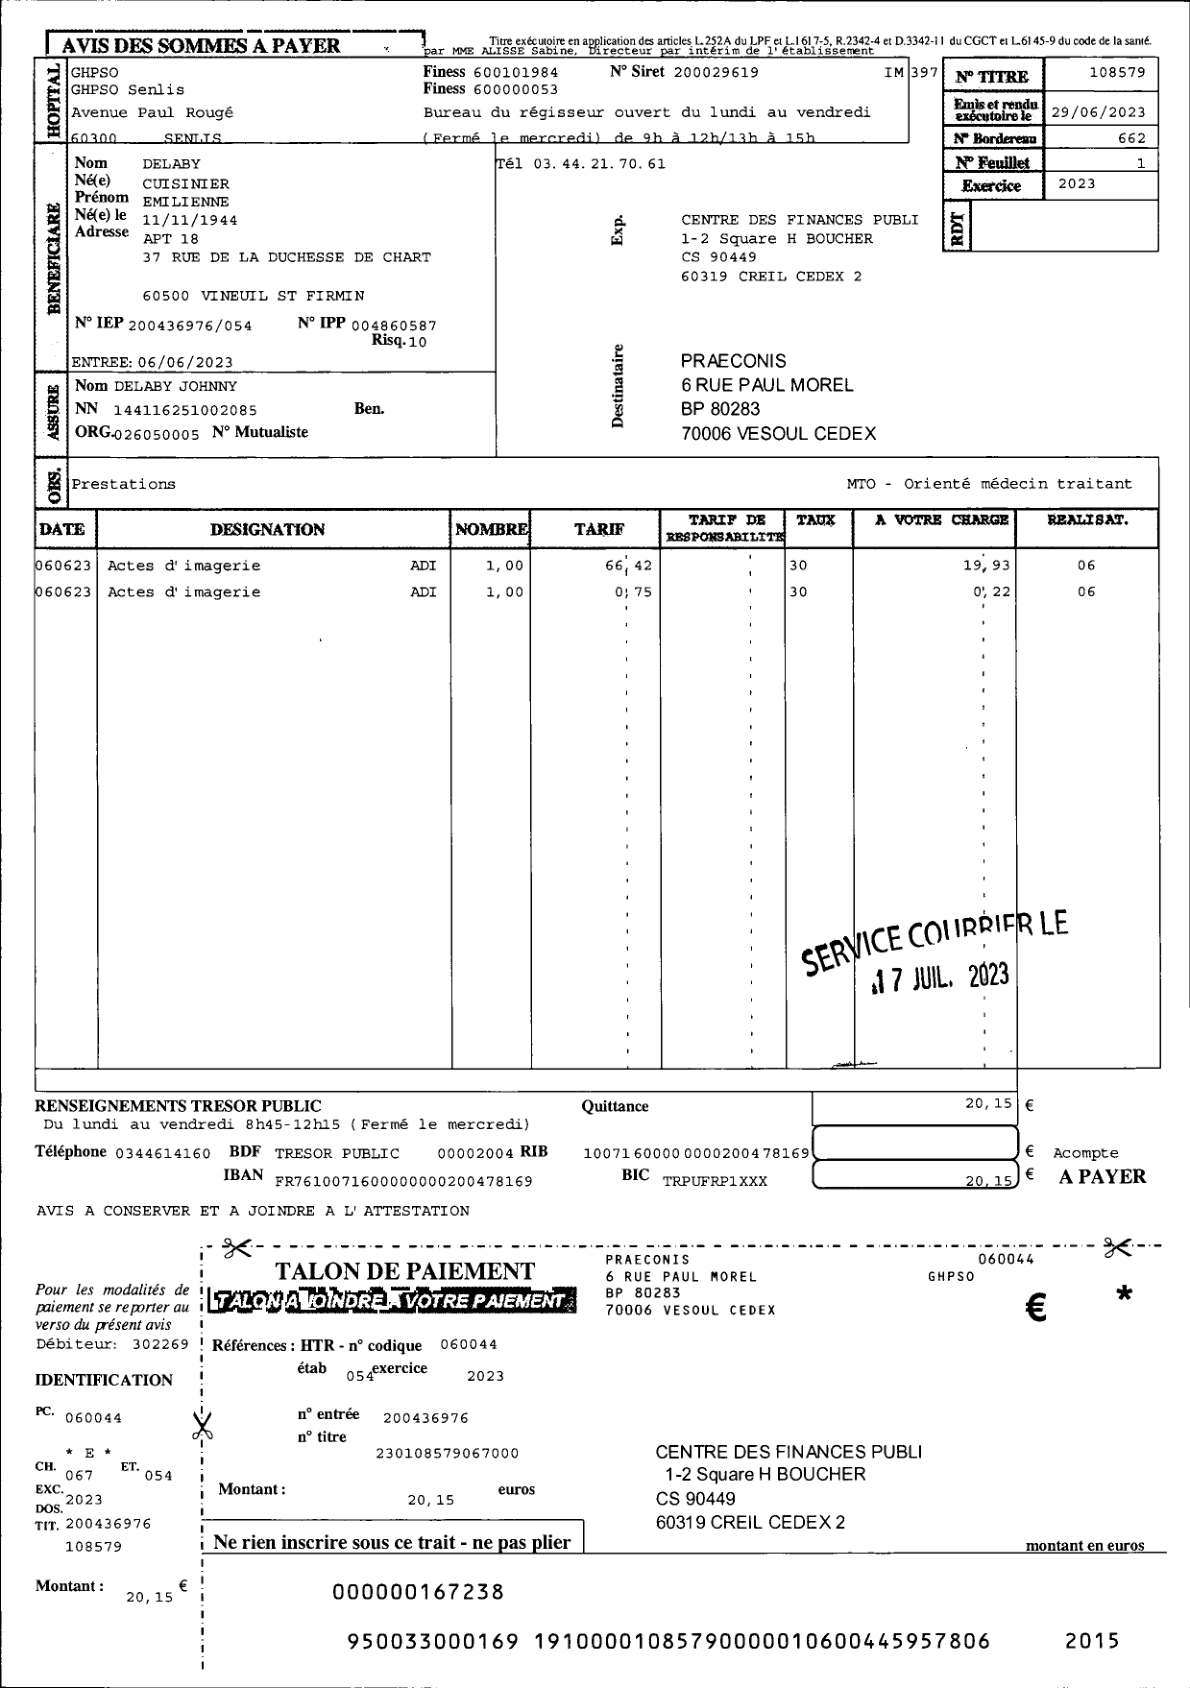 AVIS DES SOMMES A PAYER
Titre exécutoire en application des articles L.252A du LPF et L.1617-5, R.2342-4 et D.3342-11 du CGCT et L.6145-9 du code de la santé.
par MME ALISSE Sabine, Directeur par intérim de l'établissement
HOPITAL
GHPSO Finess 600101984 N° Siret 200029619 IM 397
GHPSO Senlis Finess 600000053
Avenue Paul Rougé Bureau du régisseur ouvert du lundi au vendredi
60300 SENLIS (Fermé le mercredi) de 9h à 12h/13h à 15h
Tél 03.44.21.70.61
N° TITRE 108579
Emis et rendu exécutoire le 29/06/2023
N° Bordereau 662
N° Feuillet 1
Exercice 2023
RDT
BENEFICIARE
Nom DELABY
Né(e) CUISINIER
Prénom EMILIENNE
Né(e) le 11/11/1944
Adresse APT 18
37 RUE DE LA DUCHESSE DE CHART
60500 VINEUIL ST FIRMIN
N° IEP 200436976/054 N° IPP 004860587
Risq. 10
ENTREE: 06/06/2023
Exp.
CENTRE DES FINANCES PUBLI
1-2 Square H BOUCHER
CS 90449
60319 CREIL CEDEX 2
Destinataire
PRAECONIS
6 RUE PAUL MOREL
BP 80283
70006 VESOUL CEDEX
ASSURE
Nom DELABY JOHNNY
NN 144116251002085 Ben.
ORG. 026050005 N° Mutualiste
OBS.
Prestations MTO - Orienté médecin traitant
DATE DESIGNATION NOMBRE TARIF TARIF DE RESPONSABILITE TAUX A VOTRE CHARGE REALISAT.
060623 Actes d'imagerie ADI 1,00 66,42 30 19,93 06
060623 Actes d'imagerie ADI 1,00 0,75 30 0,22 06
SERVICE COURRIER LE
17 JUIL. 2023
RENSEIGNEMENTS TRESOR PUBLIC Quittance 20,15 €
Du lundi au vendredi 8h45-12h15 (Fermé le mercredi)
Téléphone 0344614160 BDF TRESOR PUBLIC 00002004 RIB 10071600000000200478169 € Acompte
IBAN FR7610071600000000200478169 BIC TRPUFRP1XXX 20,15 € A PAYER
AVIS A CONSERVER ET A JOINDRE A L'ATTESTATION
Pour les modalités de
paiement se reporter au
verso du présent avis
Débiteur: 302269
IDENTIFICATION
PC. 060044
* E *
CH. 067 ET. 054
EXC. 2023
DOS.
TIT. 200436976
108579
Montant : 20,15 €
TALON DE PAIEMENT
TALON A JOINDRE A VOTRE PAIEMENT
PRAECONIS 060044
6 RUE PAUL MOREL GHPSO
BP 80283
70006 VESOUL CEDEX
€ *
Références : HTR - n° codique 060044
étab 054 exercice 2023
n° entrée 200436976
n° titre
230108579067000
Montant : 20,15 euros
CENTRE DES FINANCES PUBLI
1-2 Square H BOUCHER
CS 90449
60319 CREIL CEDEX 2
Ne rien inscrire sous ce trait - ne pas plier
montant en euros
000000167238
950033000169 19100001085790000010600445957806 2015